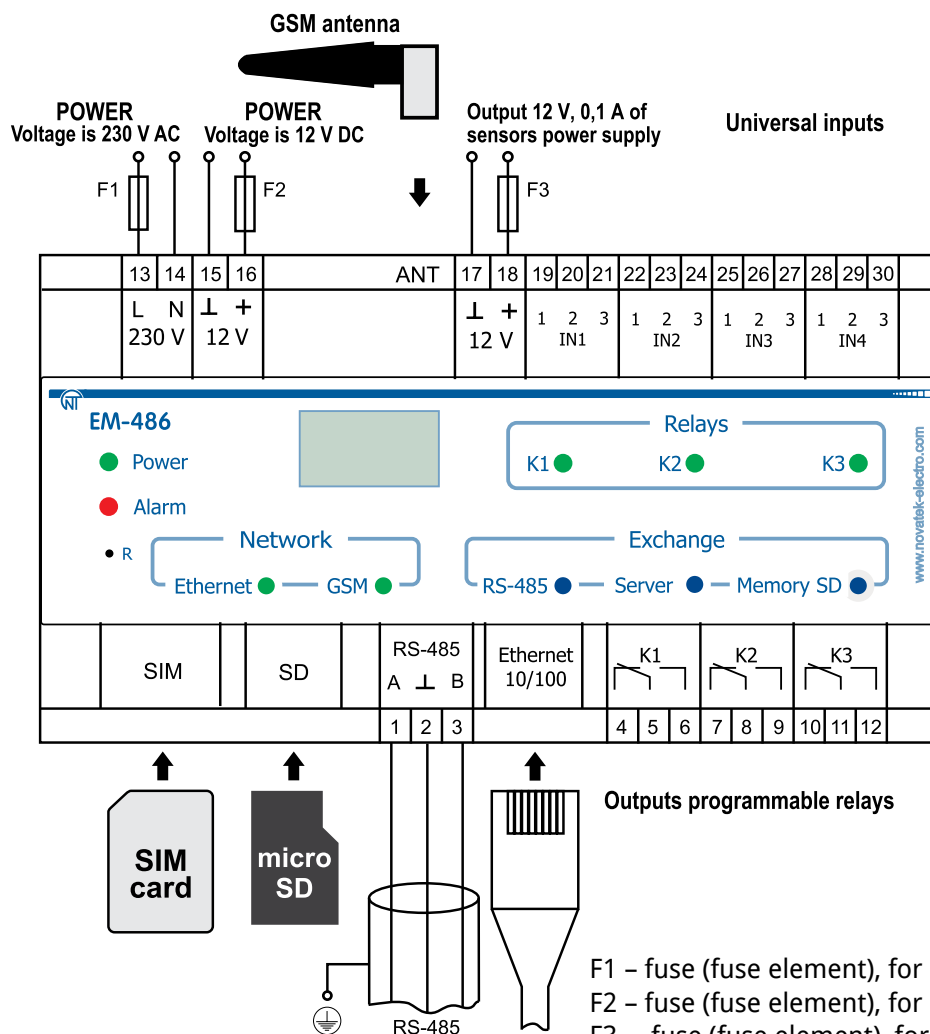 GSM antenna
POWER
Voltage is 230 V AC
POWER
Voltage is 12 V DC
Output 12 V, 0,1 A of
sensors power supply
Universal inputs
F1
F2
F3
13 14 15 16 ANT 17 18 19 20 21 22 23 24 25 26 27 28 29 30
L N ⊥ +
230 V 12 V
⊥ +
12 V
1 2 3
IN1
1 2 3
IN2
1 2 3
IN3
1 2 3
IN4
NT
EM-486
Power
Alarm
R
Relays
K1 K2 K3
Network
Ethernet GSM
Exchange
RS-485 Server Memory SD
www.novatek-electro.com
SIM
SD
RS-485
A ⊥ B
Ethernet
10/100
K1
K2
K3
1 2 3 4 5 6 7 8 9 10 11 12
SIM
card
micro
SD
RS-485
Outputs programmable relays
F1 – fuse (fuse element), for
F2 – fuse (fuse element), for
F3 – fuse (fuse element), for